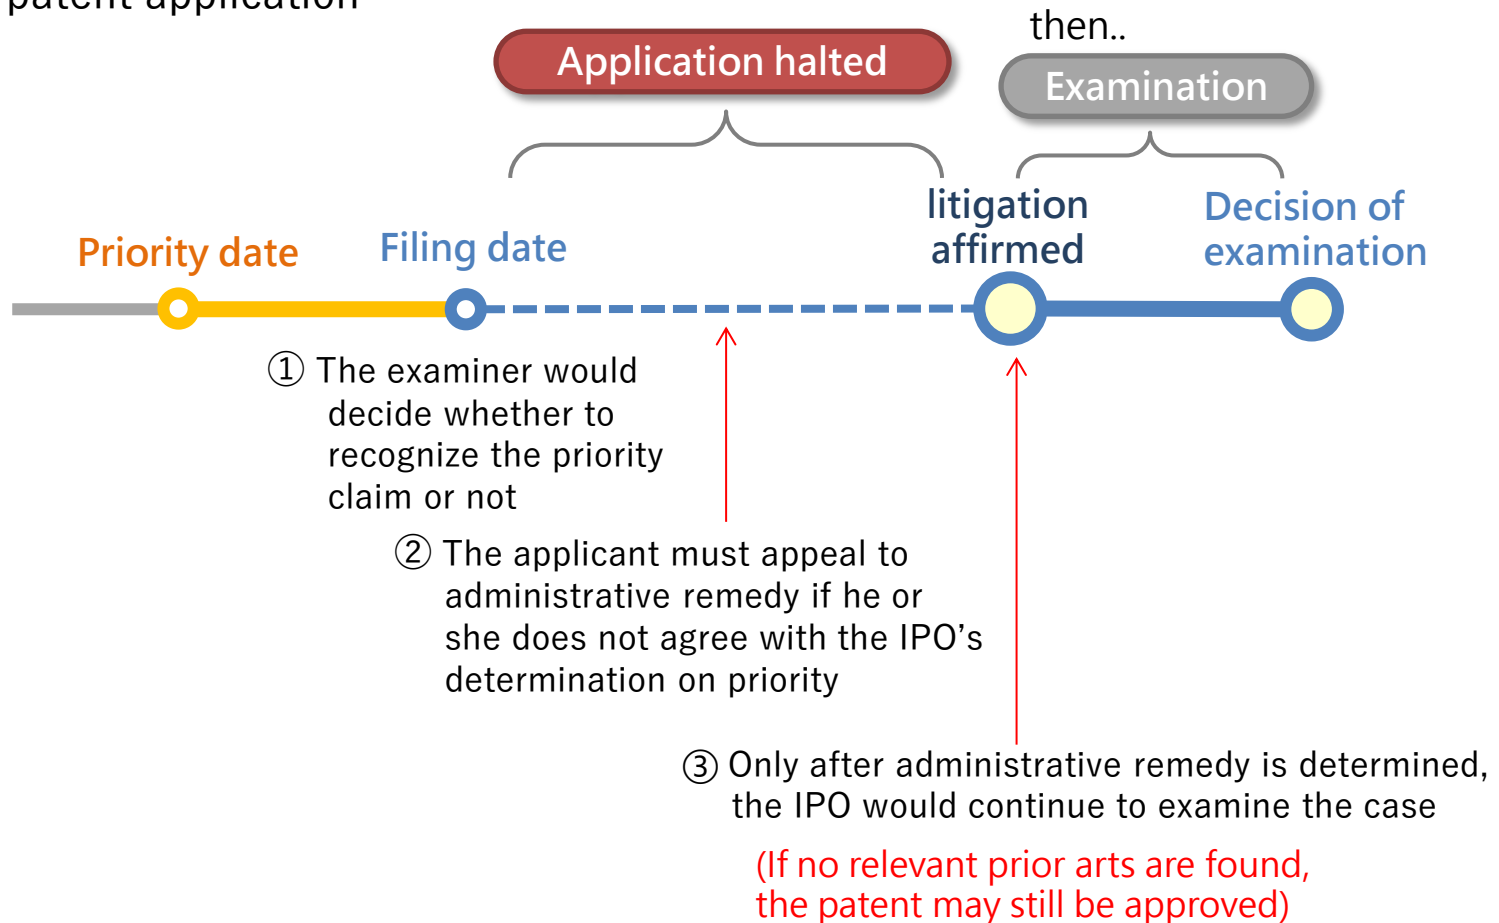 patent application
then..
Application halted
Examination
litigation
affirmed
Decision of
examination
Priority date
Filing date
① The examiner would
decide whether to
recognize the priority
claim or not
② The applicant must appeal to
administrative remedy if he or
she does not agree with the IPO’s
determination on priority
③ Only after administrative remedy is determined,
the IPO would continue to examine the case
(If no relevant prior arts are found,
the patent may still be approved)